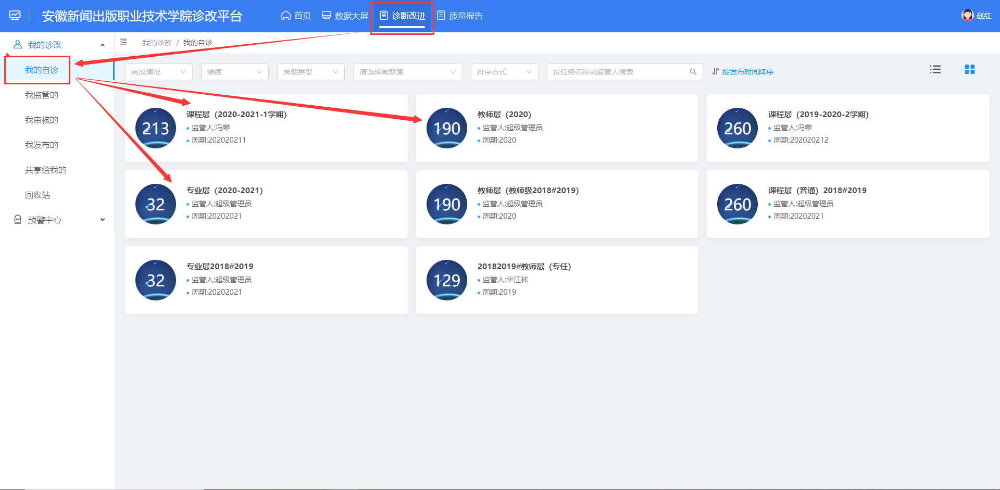 安徽新闻出版职业技术学院诊改平台
首页
数据大屏
诊断改进
质量报告
赵红
我的诊改
我的自诊
我监管的
我审核的
我发布的
共享给我的
回收站
预警中心
我的诊改 / 我的自诊
完成情况
维度
周期类型
请选择周期值
排序方式
按任务名称或监管人搜索
按发布时间降序
213
课程层（2020-2021-1学期）
监管人:冯攀
周期:202020211
190
教师层（2020）
监管人:超级管理员
周期:2020
260
课程层（2019-2020-2学期）
监管人:冯攀
周期:202020212
32
专业层（2020-2021）
监管人:超级管理员
周期:20202021
190
教师层（教师级2018#2019）
监管人:超级管理员
周期:2020
260
课程层（普通）2018#2019
监管人:超级管理员
周期:20202021
32
专业层2018#2019
监管人:超级管理员
周期:20202021
129
20182019#教师层（专任）
监管人:华江林
周期:2019